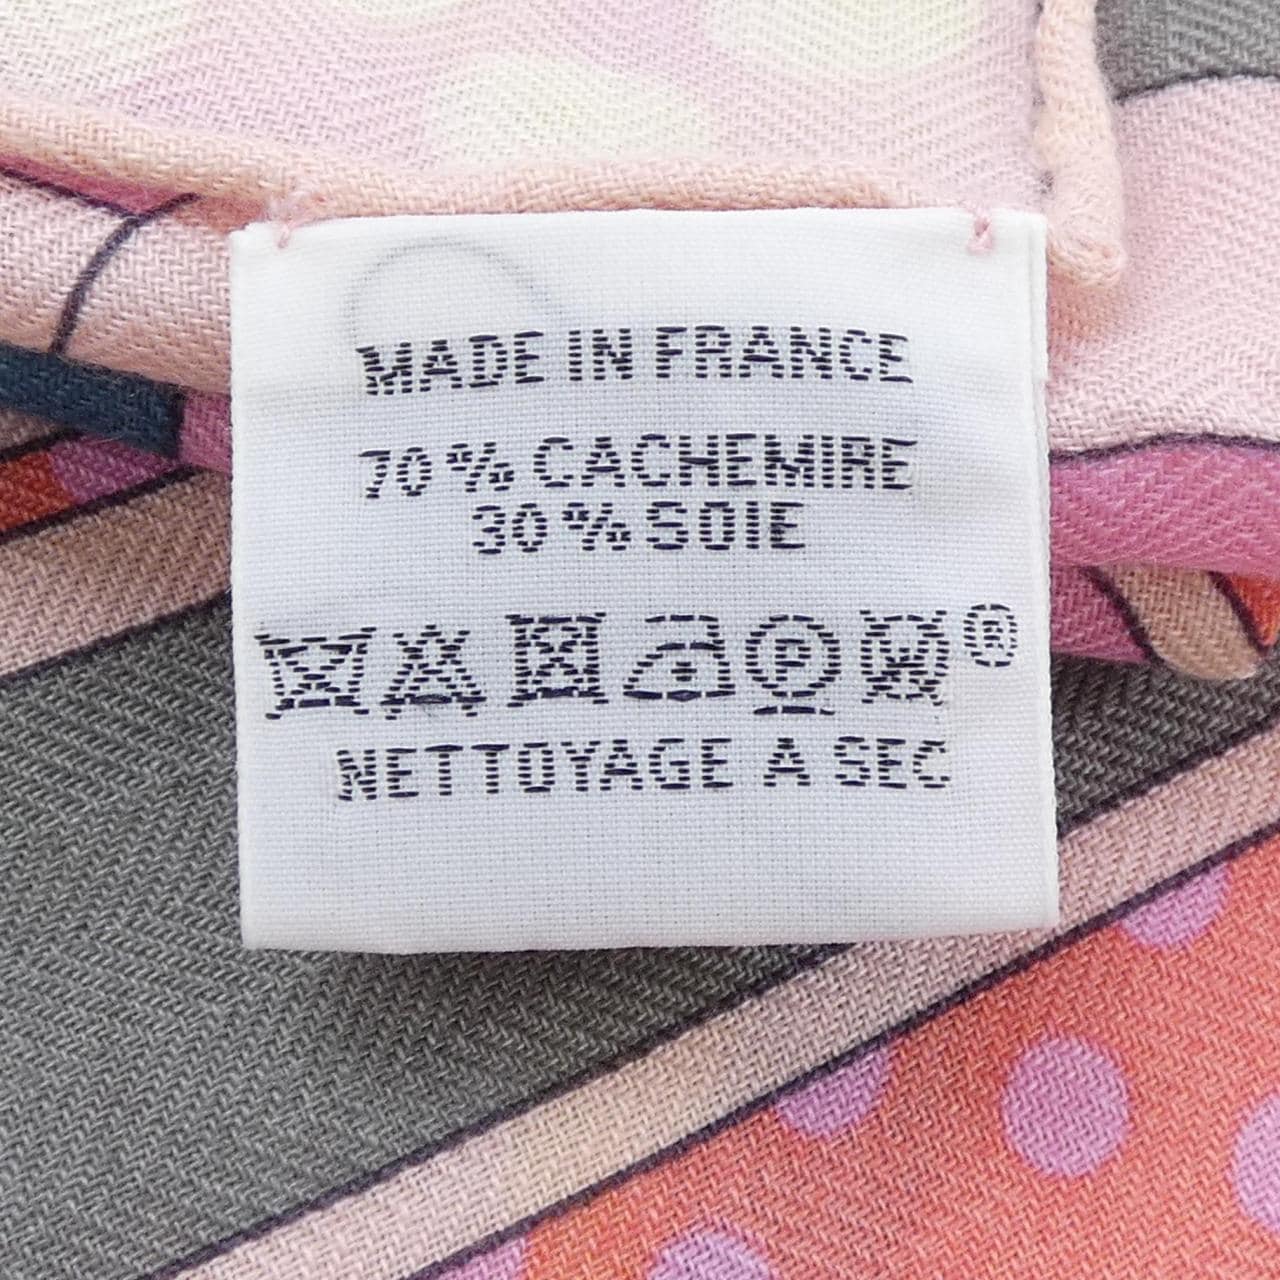 MADE IN FRANCE
70% CACHEMIRE
30% SOIE
P ®
NETTOYAGE A SEC